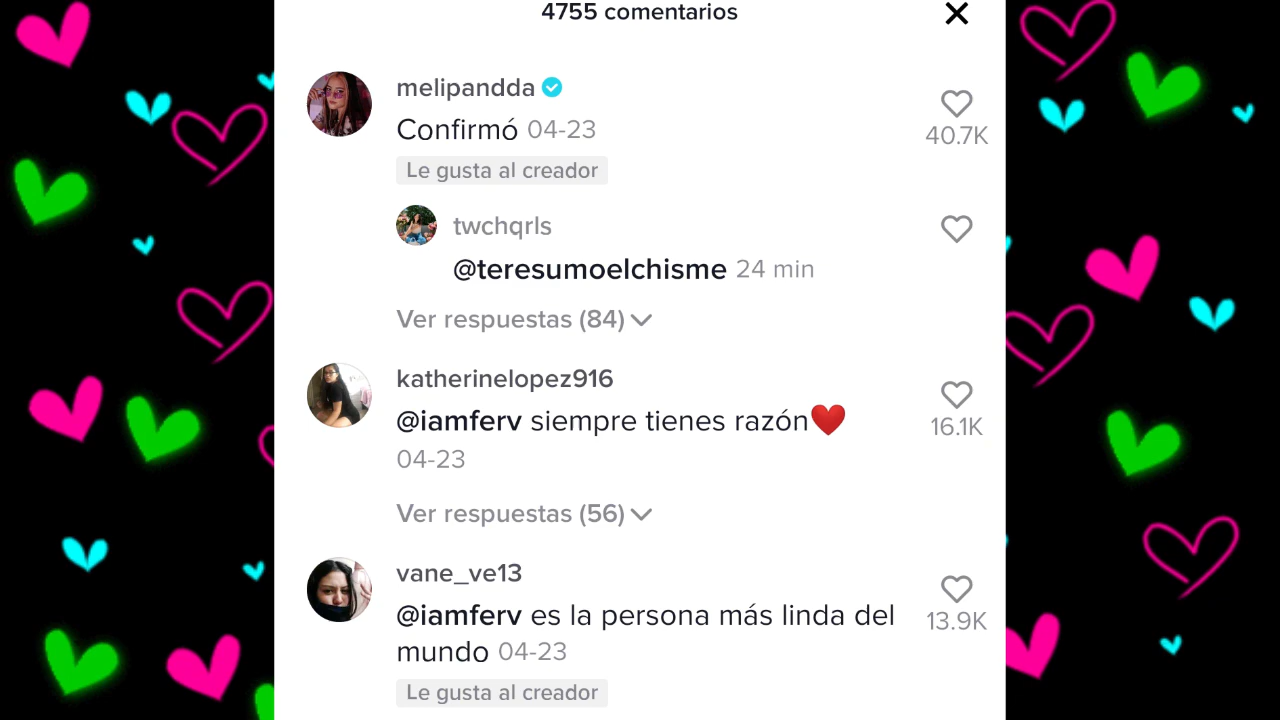 4755 comentarios
melipandda
Confirmó 04-23
40.7K
Le gusta al creador
twchqrls
@teresumoelchisme 24 min
Ver respuestas (84)
katherinelopez916
@iamferv siempre tienes razón❤️
16.1K
04-23
Ver respuestas (56)
vane_ve13
@iamferv es la persona más linda del
13.9K
mundo 04-23
Le gusta al creador